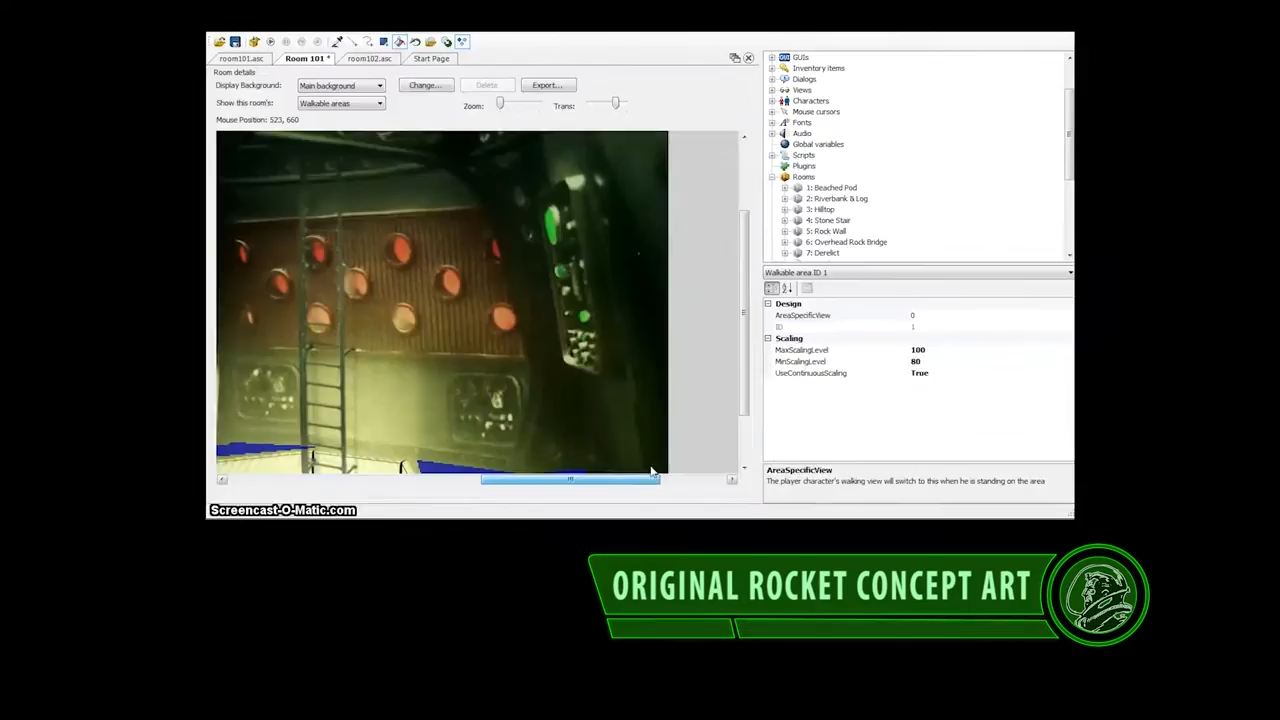 room101.asc
Room 101 *
room102.asc
Start Page
Room details
Display Background:
Main background
Change...
Delete
Export...
Show this room's:
Walkable areas
Zoom:
Trans:
Mouse Position: 523, 660
GUIs
Inventory items
Dialogs
Views
Characters
Mouse cursors
Fonts
Audio
Global variables
Scripts
Plugins
Rooms
1: Beached Pod
2: Riverbank & Log
3: Hilltop
4: Stone Stair
5: Rock Wall
6: Overhead Rock Bridge
7: Derelict
Walkable area ID 1
Design
AreaSpecificView 0
ID 1
Scaling
MaxScalingLevel 100
MinScalingLevel 80
UseContinuousScaling True
AreaSpecificView
The player character's walking view will switch to this when he is standing on the area
Screencast-O-Matic.com
ORIGINAL ROCKET CONCEPT ART